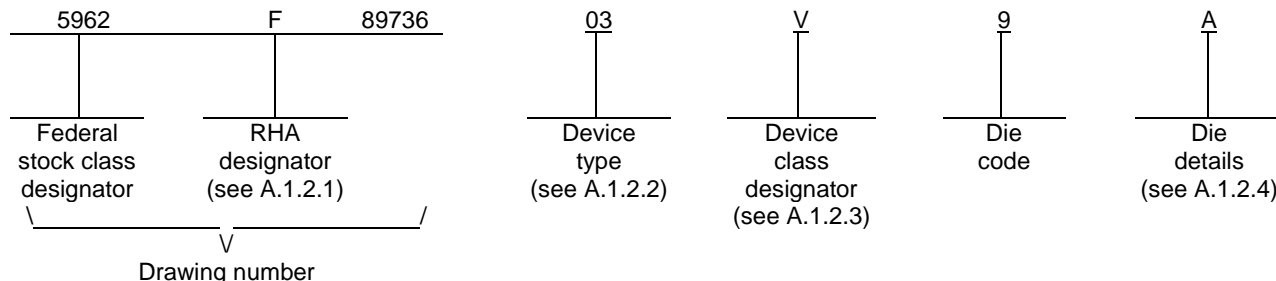 5962 F 89736 03 V 9 A
Federal stock class designator
RHA designator (see A.1.2.1)
Device type (see A.1.2.2)
Device class designator (see A.1.2.3)
Die code
Die details (see A.1.2.4)
\ /
\/
Drawing number